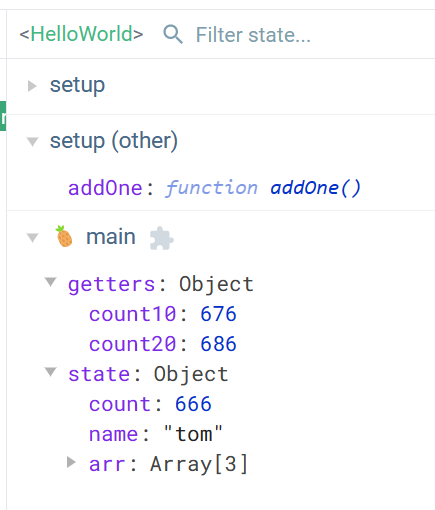 <HelloWorld> Filter state...
setup
setup (other)
addOne: function addOne()
main
getters: Object
count10: 676
count20: 686
state: Object
count: 666
name: "tom"
arr: Array[3]